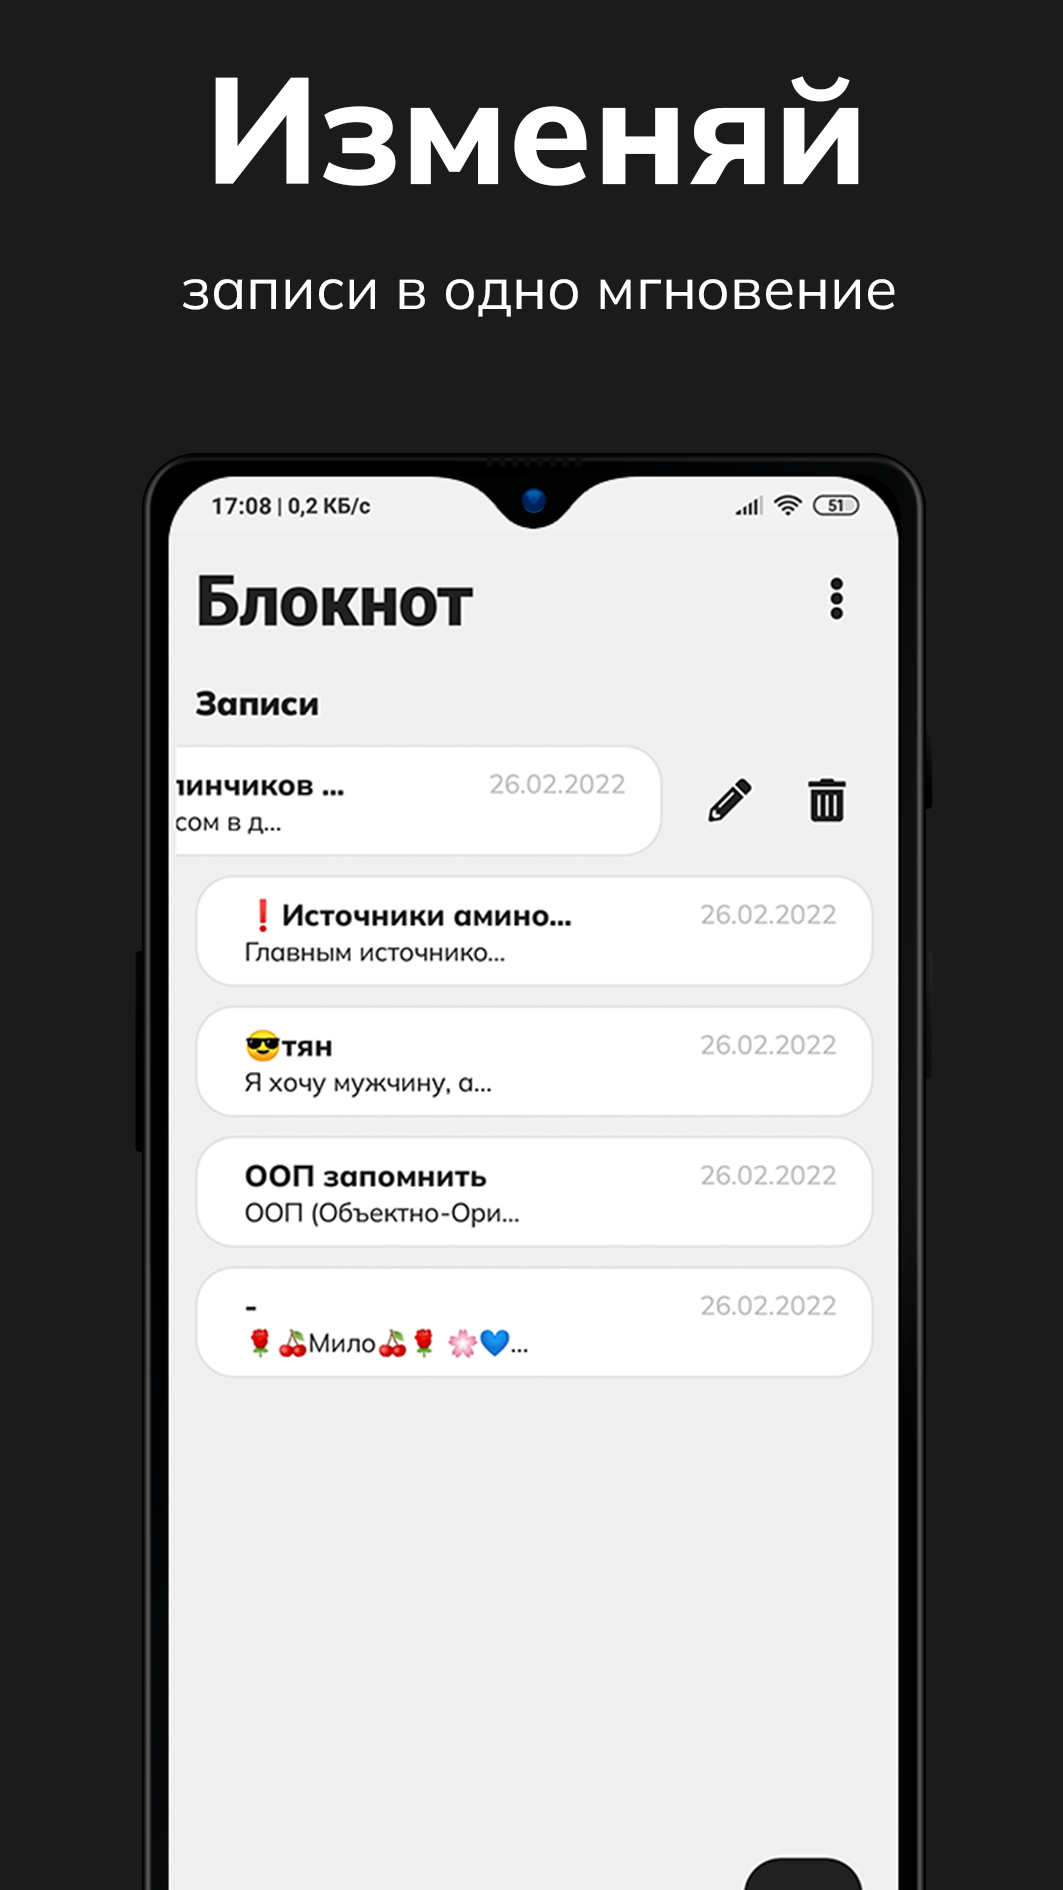 Изменяй
записи в одно мгновение
17:08 | 0,2 КБ/с
51
Блокнот
Записи
линчиков ... 26.02.2022
сом в д...
❗Источники амино... 26.02.2022
Главным источнико...
😎тян 26.02.2022
Я хочу мужчину, а...
ООП запомнить 26.02.2022
ООП (Объектно-Ори...
- 26.02.2022
🌹🍒Мило🍒🌹 🌸💙...